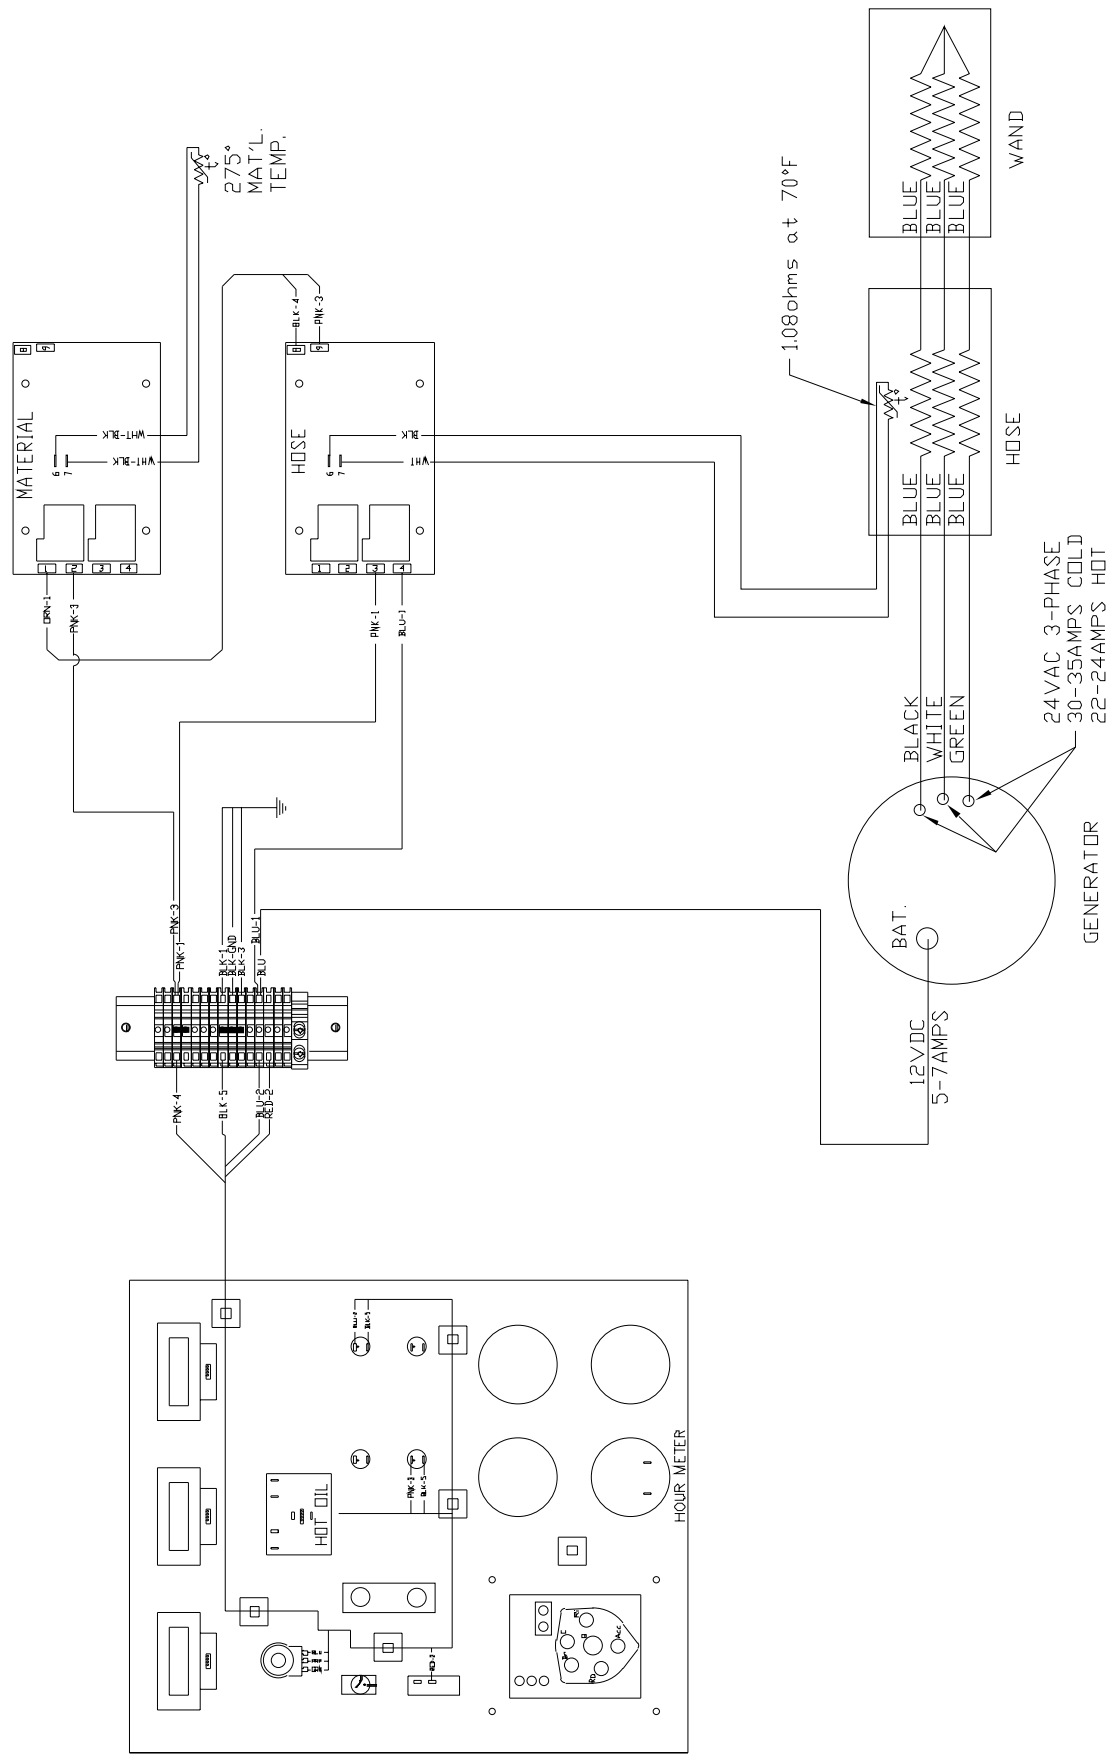 275°
MAT'L.
TEMP.
MATERIAL
8
9
WHT-BLK
WHT-BLK
6
7
1
2
3
4
ORN-1
PNK-3
BLK-4
PNK-3
HOSE
8
9
BLK
WHT
6
7
1
2
3
4
PNK-1
BLU-1
1.08ohms at 70°F
t°
t°
WAND
BLUE
BLUE
BLUE
HOSE
BLUE
BLUE
BLUE
BLACK
WHITE
GREEN
24VAC 3-PHASE
30-35AMPS COLD
22-24AMPS HOT
GENERATOR
BAT.
12VDC
5-7AMPS
PNK-3
PNK-1
BLK-1
BLK-GND
BLK-3
BLU-1
BLU
PNK-4
BLK-5
BLU-2
RED-2
BLU-2
BLK-5
BLK-5
HOT OIL
HOUR METER
BLU
RED-2
Acc
RD